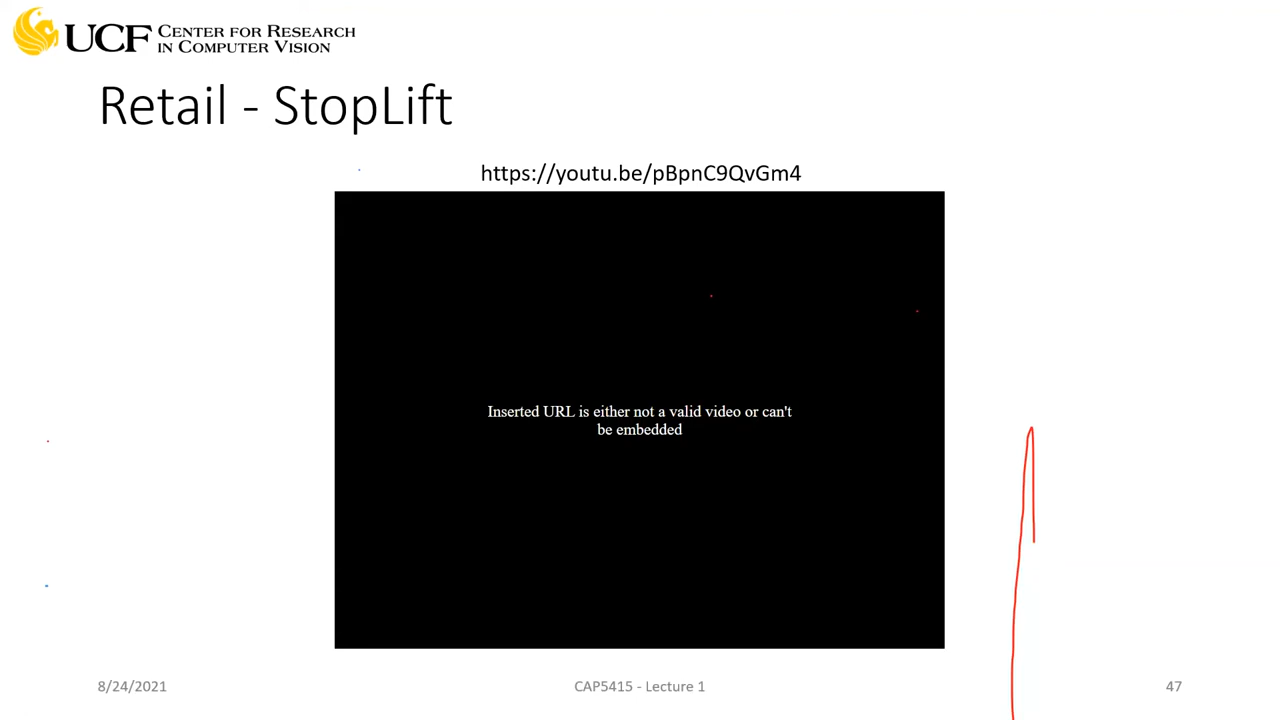 UCF CENTER FOR RESEARCH
IN COMPUTER VISION
Retail - StopLift
https://youtu.be/pBpnC9QvGm4
Inserted URL is either not a valid video or can't
be embedded
8/24/2021
CAP5415 - Lecture 1
47